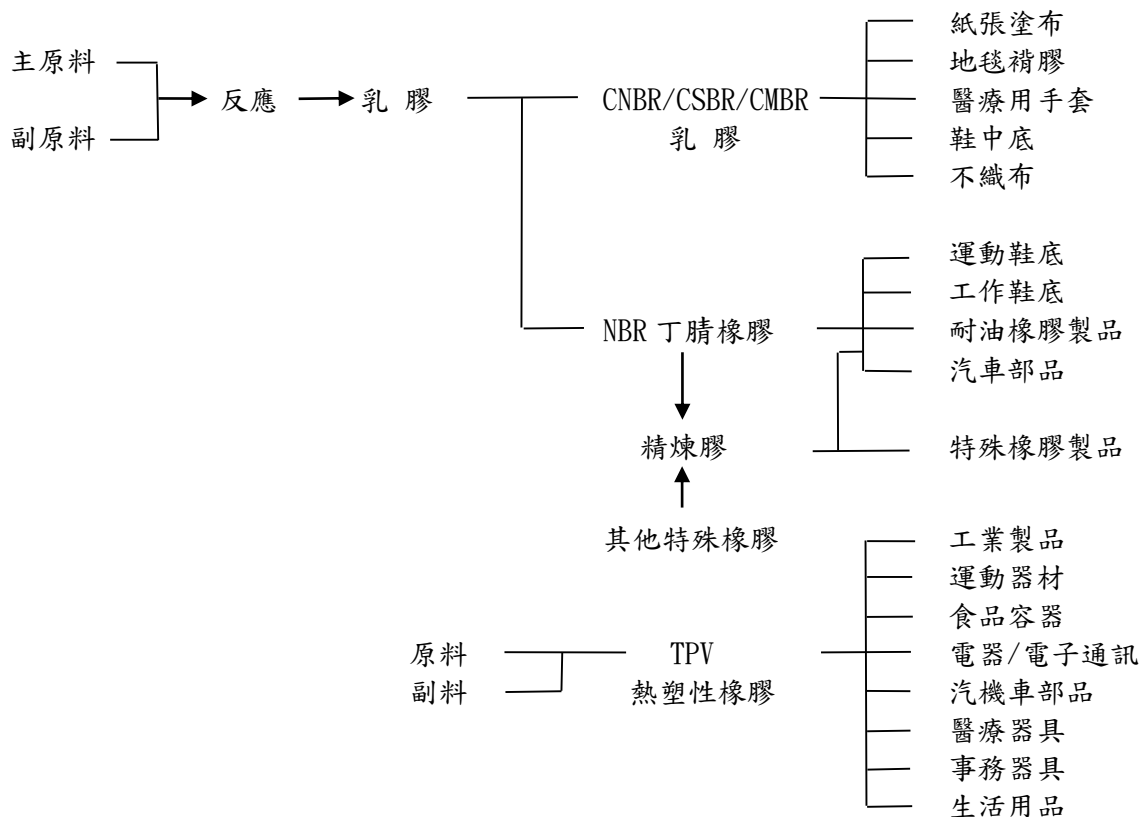 主原料
副原料
反應
乳 膠
CNBR/CSBR/CMBR
乳 膠
紙張塗布
地毯褙膠
醫療用手套
鞋中底
不織布
NBR 丁腈橡膠
運動鞋底
工作鞋底
耐油橡膠製品
汽車部品
精煉膠
特殊橡膠製品
其他特殊橡膠
原料
副料
TPV
熱塑性橡膠
工業製品
運動器材
食品容器
電器/電子通訊
汽機車部品
醫療器具
事務器具
生活用品